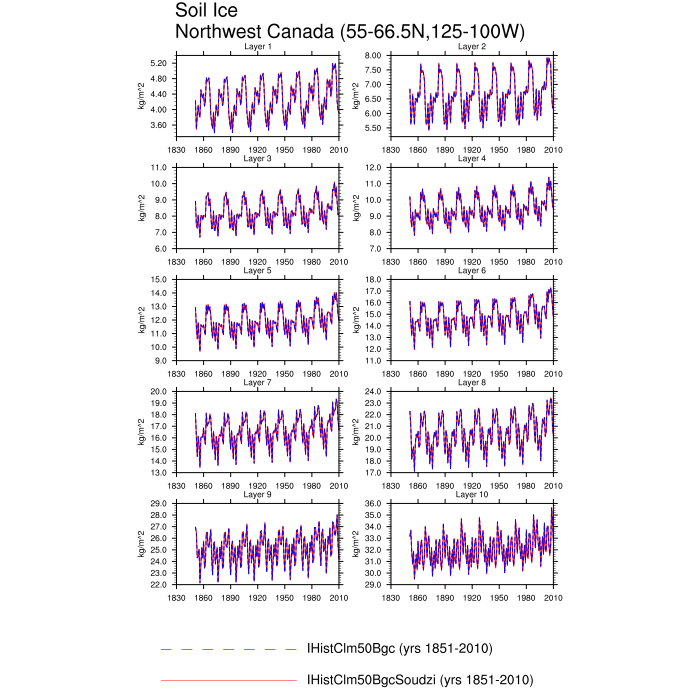 Soil Ice
Northwest Canada (55-66.5N,125-100W)
Layer 1
Layer 2
kg/m^2
5.20
4.80
4.40
4.00
3.60
1830 1860 1890 1920 1950 1980 2010
kg/m^2
8.00
7.50
7.00
6.50
6.00
5.50
1830 1860 1890 1920 1950 1980 2010
Layer 3
Layer 4
kg/m^2
11.0
10.0
9.0
8.0
7.0
6.0
1830 1860 1890 1920 1950 1980 2010
kg/m^2
12.0
11.0
10.0
9.0
8.0
7.0
1830 1860 1890 1920 1950 1980 2010
Layer 5
Layer 6
kg/m^2
15.0
14.0
13.0
12.0
11.0
10.0
9.0
1830 1860 1890 1920 1950 1980 2010
kg/m^2
18.0
17.0
16.0
15.0
14.0
13.0
12.0
11.0
1830 1860 1890 1920 1950 1980 2010
Layer 7
Layer 8
kg/m^2
20.0
19.0
18.0
17.0
16.0
15.0
14.0
13.0
1830 1860 1890 1920 1950 1980 2010
kg/m^2
24.0
23.0
22.0
21.0
20.0
19.0
18.0
17.0
1830 1860 1890 1920 1950 1980 2010
Layer 9
Layer 10
kg/m^2
29.0
28.0
27.0
26.0
25.0
24.0
23.0
22.0
1830 1860 1890 1920 1950 1980 2010
kg/m^2
36.0
35.0
34.0
33.0
32.0
31.0
30.0
29.0
1830 1860 1890 1920 1950 1980 2010
IHistClm50Bgc (yrs 1851-2010)
IHistClm50BgcSoudzi (yrs 1851-2010)